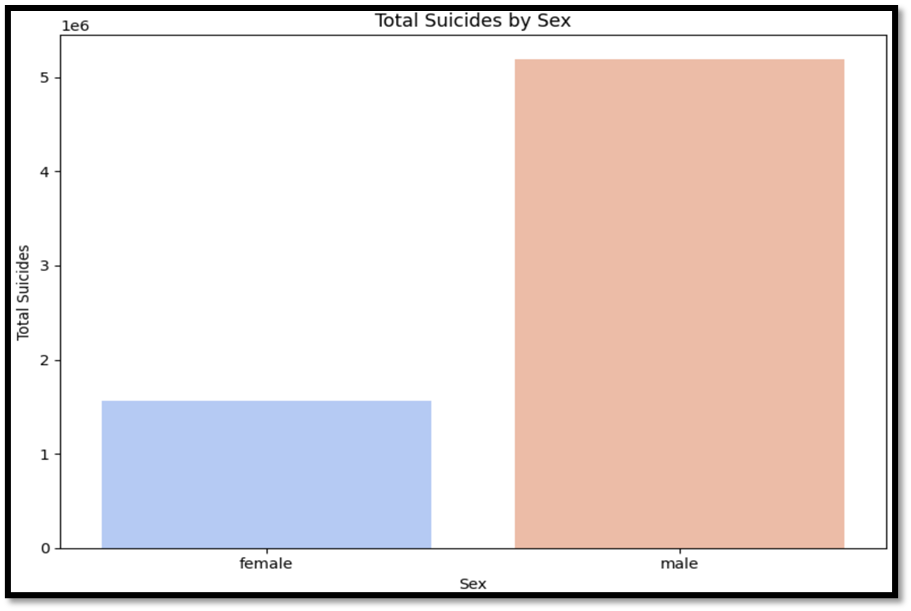 Total Suicides by Sex
1e6
5
4
3
2
1
0
Total Suicides
female male
Sex